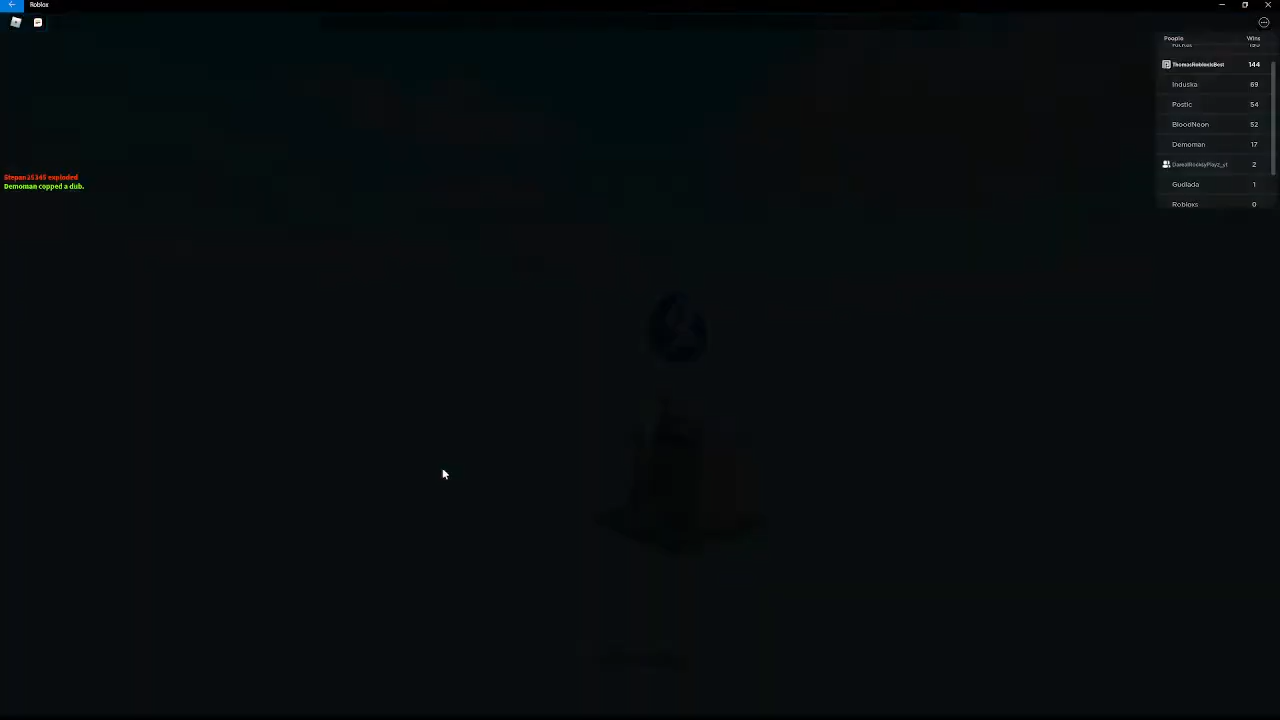 Roblox
People Wins
ThomasRobloxisBest 144
Induska 69
Postic 54
BloodNeon 52
Demoman 17
2
Gudlada 1
Robloxs 0
Stepan25345 exploded
Demoman copped a dub.